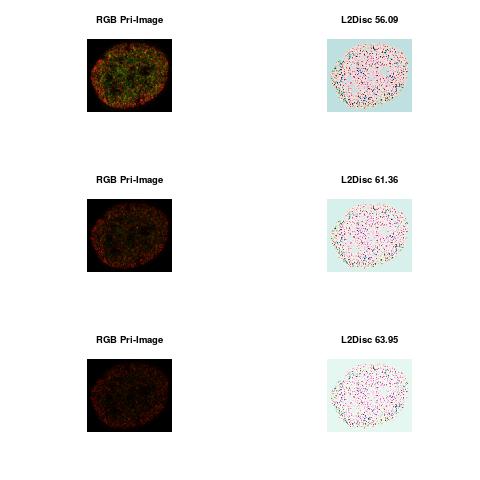 RGB Pri-Image
L2Disc 56.09
RGB Pri-Image
L2Disc 61.36
RGB Pri-Image
L2Disc 63.95